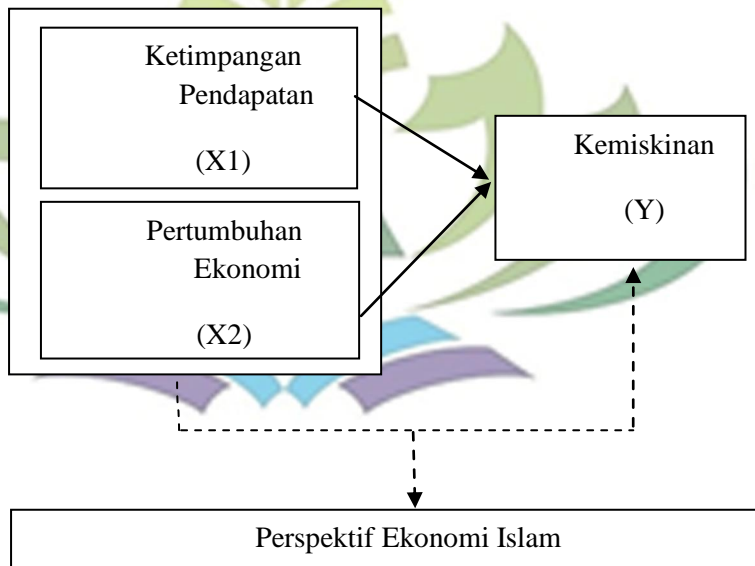 Ketimpangan
Pendapatan
(X1)
Pertumbuhan
Ekonomi
(X2)
Kemiskinan
(Y)
Perspektif Ekonomi Islam